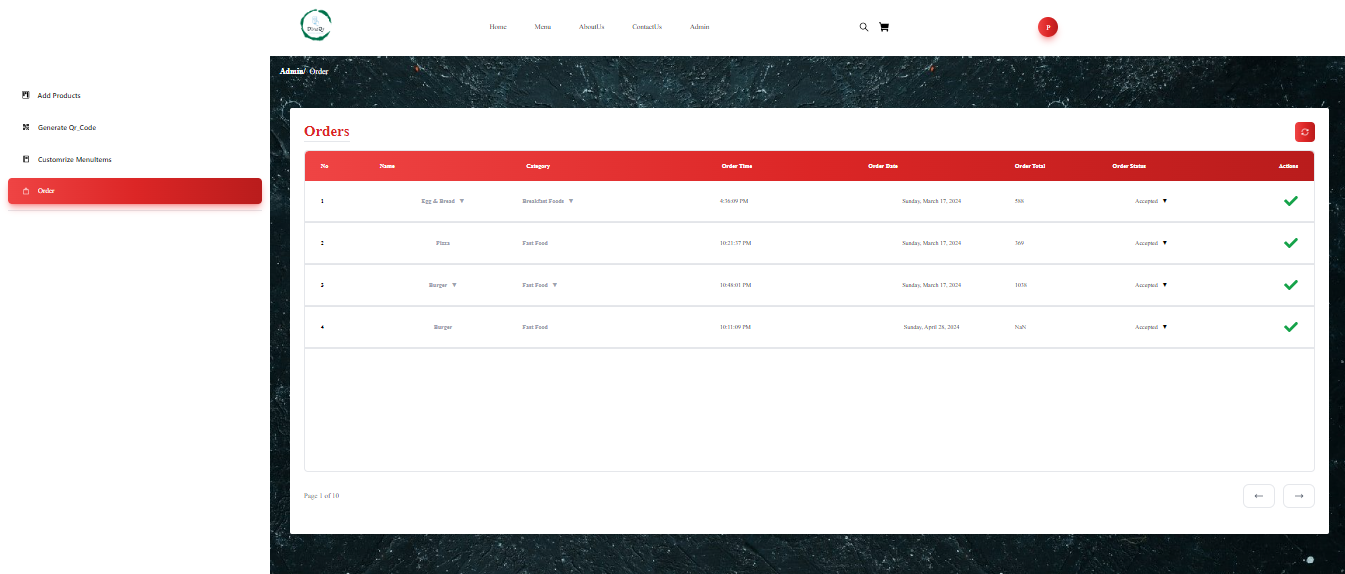 DineQr
Home Menu AboutUs ContactUs Admin
P
Admin/ Order
Add Products
Generate Qr_Code
Customrize MenuItems
Order
Orders
No Name Category Order Time Order Date Order Total Order Status Actions
1 Egg & Bread ▼ Breakfast Foods ▼ 4:36:09 PM Sunday, March 17, 2024 588 Accepted ▼
2 Pizza Fast Food 10:21:37 PM Sunday, March 17, 2024 369 Accepted ▼
3 Burger ▼ Fast Food ▼ 10:48:01 PM Sunday, March 17, 2024 1038 Accepted ▼
4 Burger Fast Food 10:11:09 PM Sunday, April 28, 2024 NaN Accepted ▼
Page 1 of 10